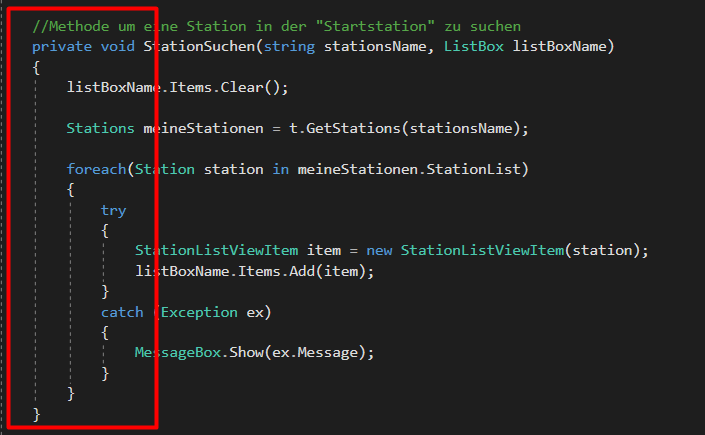 //Methode um eine Station in der "Startstation" zu suchen
private void StationSuchen(string stationsName, ListBox listBoxName)
{
listBoxName.Items.Clear();
Stations meineStationen = t.GetStations(stationsName);
foreach(Station station in meineStationen.StationList)
{
try
{
StationListViewItem item = new StationListViewItem(station);
listBoxName.Items.Add(item);
}
catch (Exception ex)
{
MessageBox.Show(ex.Message);
}
}
}